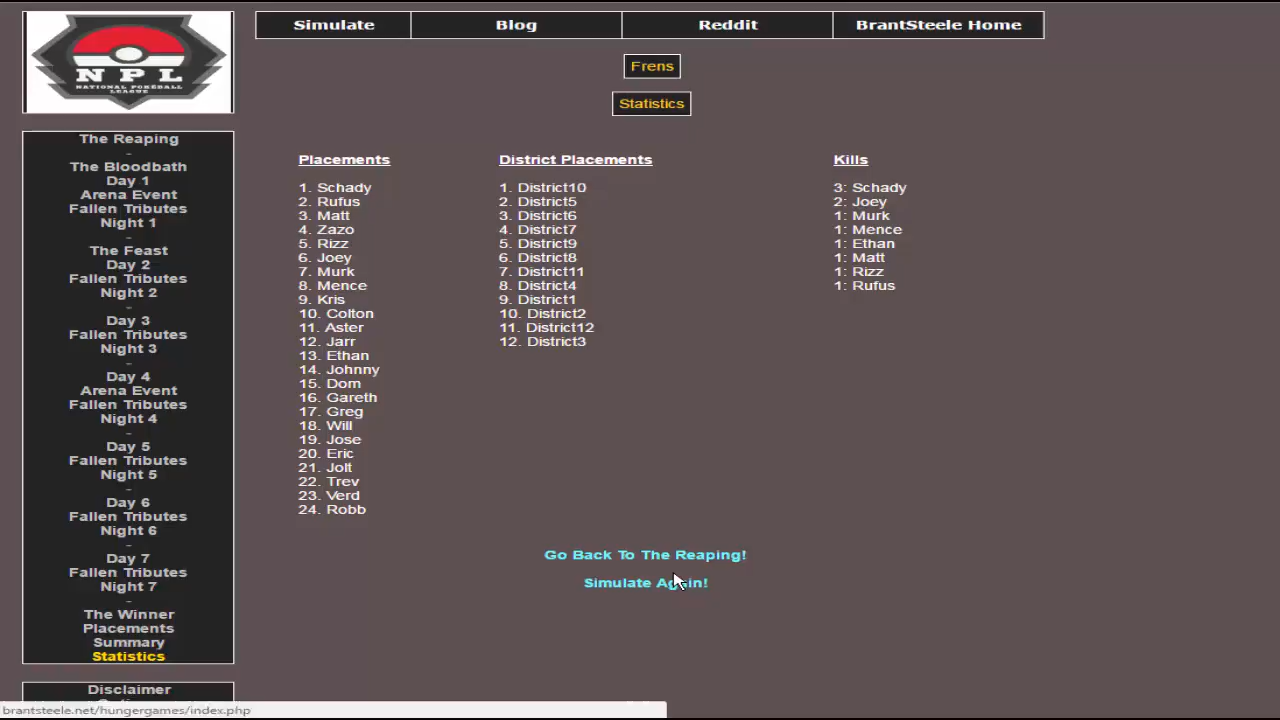 Simulate Blog Reddit BrantSteele Home
NPL
NATIONAL POKÉBALL
LEAGUE
Frens
Statistics
The Reaping
-
The Bloodbath
Day 1
Arena Event
Fallen Tributes
Night 1
-
The Feast
Day 2
Fallen Tributes
Night 2
-
Day 3
Fallen Tributes
Night 3
-
Day 4
Arena Event
Fallen Tributes
Night 4
-
Day 5
Fallen Tributes
Night 5
-
Day 6
Fallen Tributes
Night 6
-
Day 7
Fallen Tributes
Night 7
-
The Winner
Placements
Summary
Statistics
Disclaimer
Placements
1. Schady
2. Rufus
3. Matt
4. Zazo
5. Rizz
6. Joey
7. Murk
8. Mence
9. Kris
10. Colton
11. Aster
12. Jarr
13. Ethan
14. Johnny
15. Dom
16. Gareth
17. Greg
18. Will
19. Jose
20. Eric
21. Jolt
22. Trev
23. Verd
24. Robb
District Placements
1. District10
2. District5
3. District6
4. District7
5. District9
6. District8
7. District11
8. District4
9. District1
10. District2
11. District12
12. District3
Kills
3: Schady
2: Joey
1: Murk
1: Mence
1: Ethan
1: Matt
1: Rizz
1: Rufus
Go Back To The Reaping!
Simulate Again!
brantsteele.net/hungergames/index.php